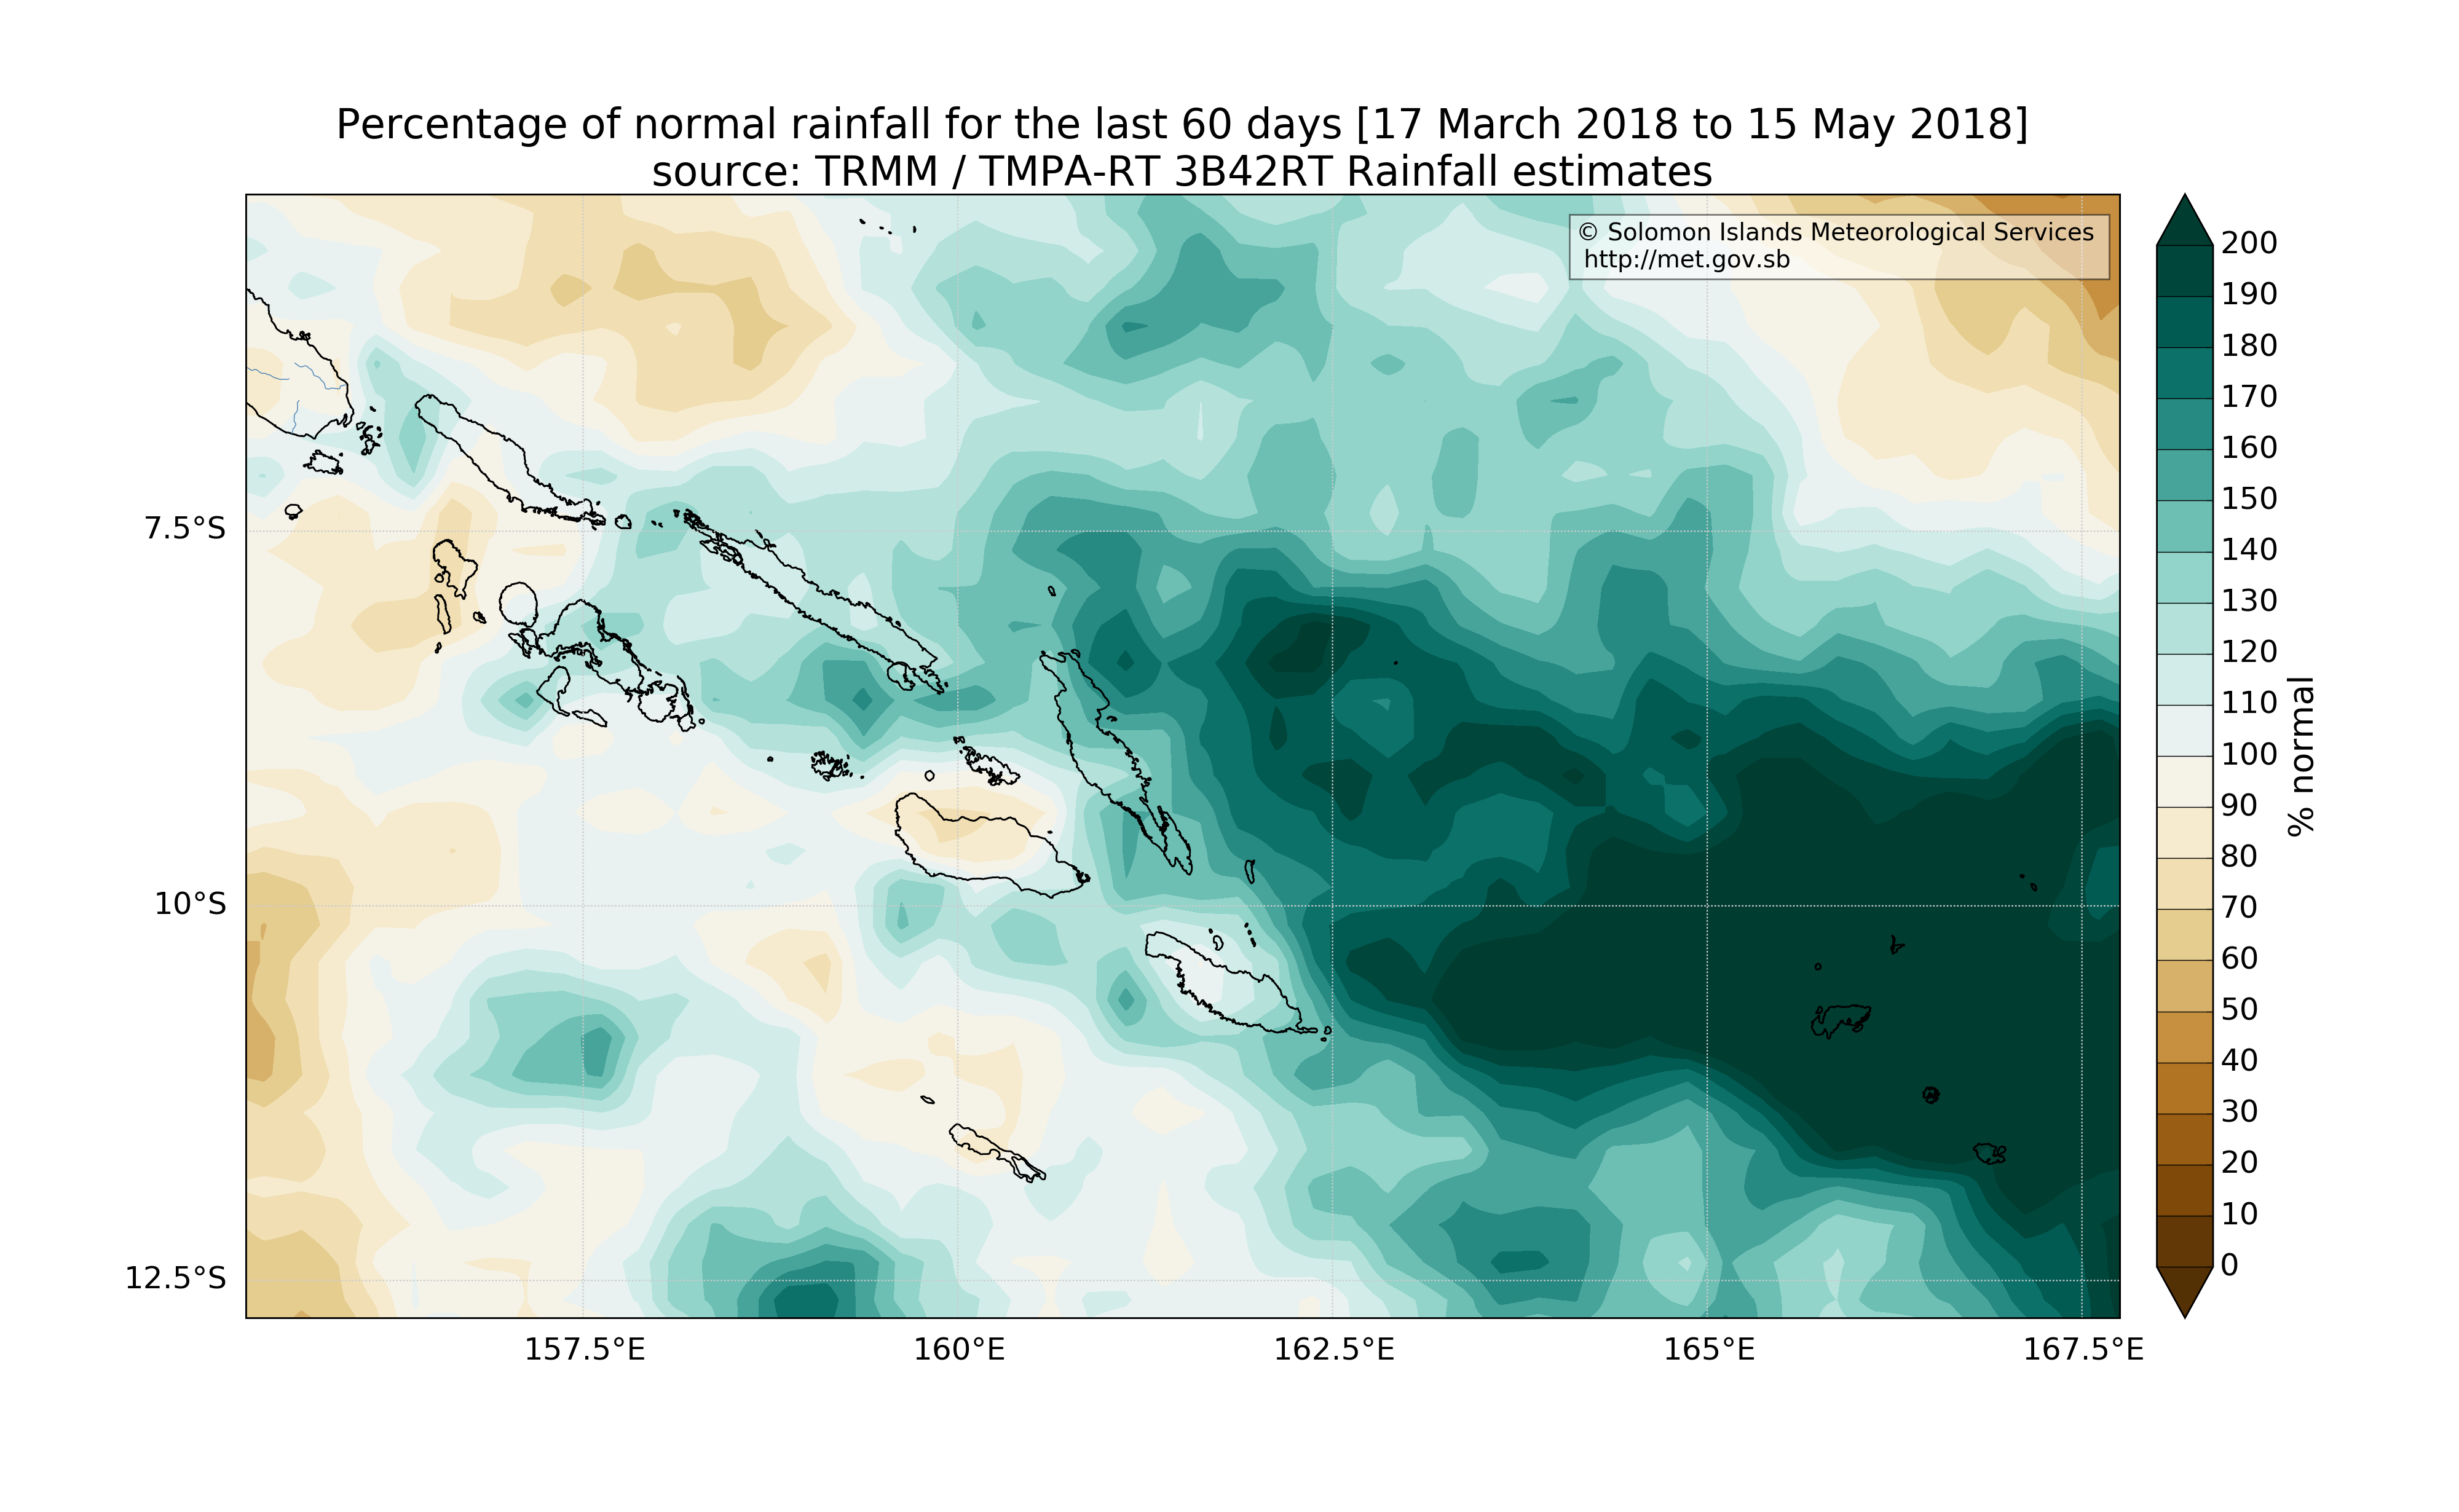 Percentage of normal rainfall for the last 60 days [17 March 2018 to 15 May 2018]
source: TRMM / TMPA-RT 3B42RT Rainfall estimates
© Solomon Islands Meteorological Services
http://met.gov.sb
7.5°S
10°S
12.5°S
157.5°E
160°E
162.5°E
165°E
167.5°E
200
190
180
170
160
150
140
130
120
110
100
90
80
70
60
50
40
30
20
10
0
% normal